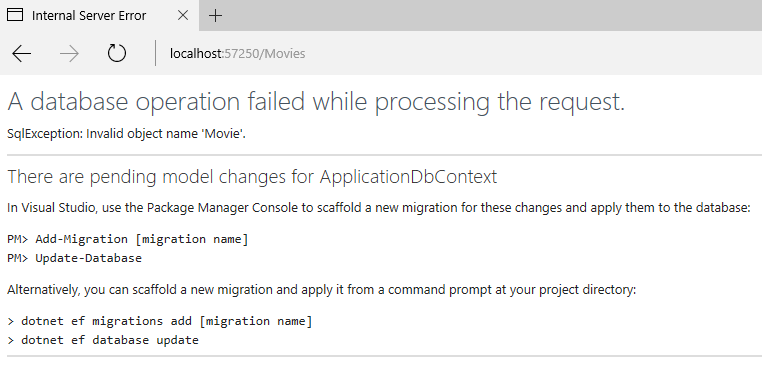 Internal Server Error
localhost:57250/Movies
A database operation failed while processing the request.
SqlException: Invalid object name 'Movie'.
There are pending model changes for ApplicationDbContext
In Visual Studio, use the Package Manager Console to scaffold a new migration for these changes and apply them to the database:
PM> Add-Migration [migration name]
PM> Update-Database
Alternatively, you can scaffold a new migration and apply it from a command prompt at your project directory:
> dotnet ef migrations add [migration name]
> dotnet ef database update